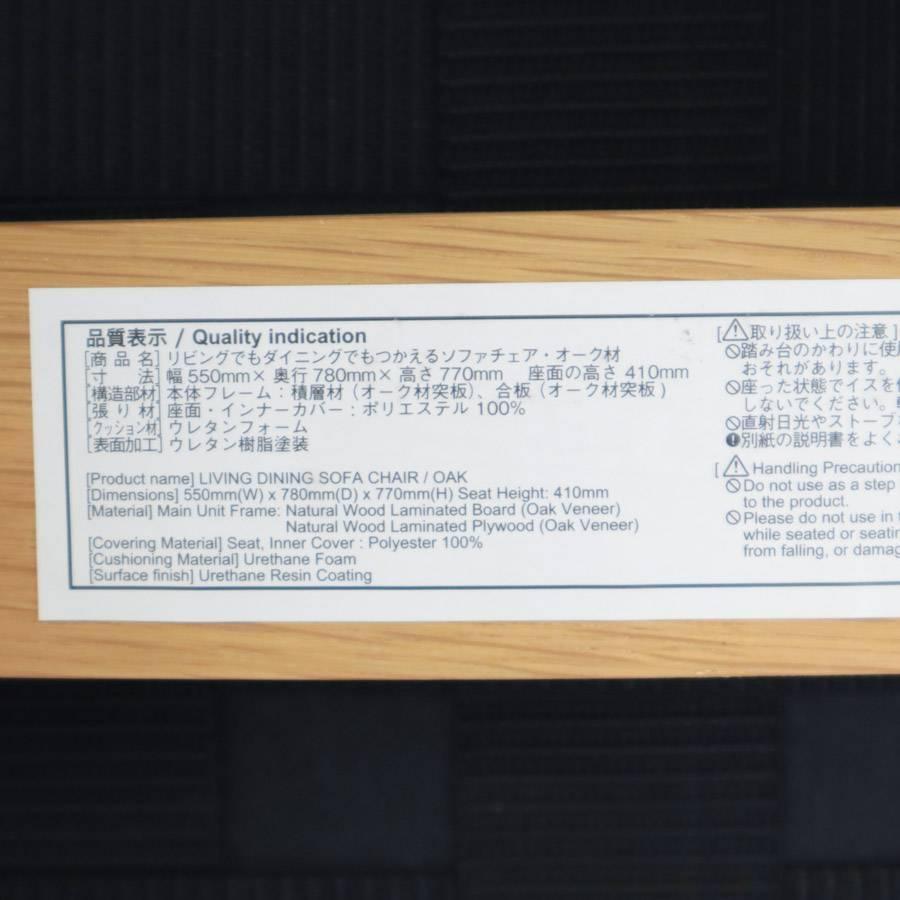 品質表示 / Quality indication
[商品名] リビングでもダイニングでもつかえるソファチェア・オーク材
[寸 法] 幅 550mm× 奥行 780mm× 高さ 770mm 座面の高さ 410mm
[構造部材] 本体フレーム：積層材（オーク材突板）、合板（オーク材突板）
[張り材] 座面・インナーカバー：ポリエステル 100%
[クッション材] ウレタンフォーム
[表面加工] ウレタン樹脂塗装
[Product name] LIVING DINING SOFA CHAIR / OAK
[Dimensions] 550mm(W) x 780mm(D) x 770mm(H) Seat Height: 410mm
[Material] Main Unit Frame: Natural Wood Laminated Board (Oak Veneer)
Natural Wood Laminated Plywood (Oak Veneer)
[Covering Material] Seat, Inner Cover : Polyester 100%
[Cushioning Material] Urethane Foam
[Surface finish] Urethane Resin Coating
[⚠取り扱い上の注意]
踏み台のかわりに使用
おそれがあります。
座った状態でイスを
しないでください。
直射日光やストーブ
別紙の説明書をよく
[⚠Handling Precaution
Do not use as a step
to the product.
Please do not use in
while seated or
from falling, or